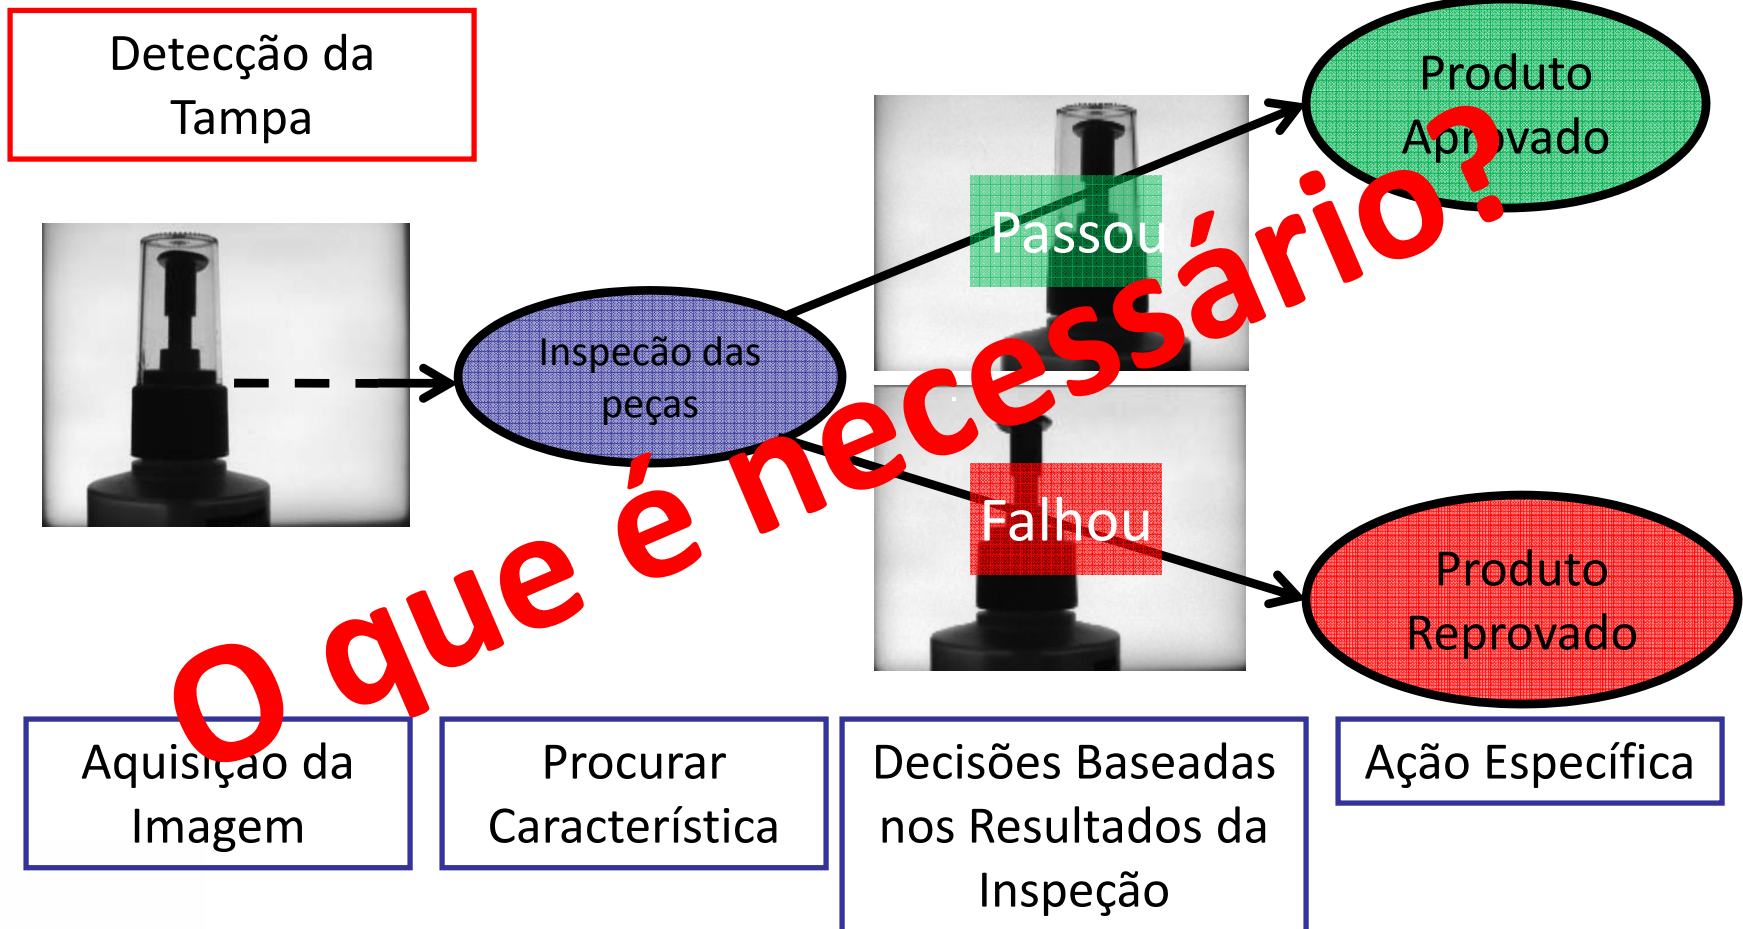 Detecção da
Tampa
Produto
Aprovado
Passou
Inspecão das
peças
O que é necessário?
Falhou
Produto
Reprovado
Aquisição da
Imagem
Procurar
Característica
Decisões Baseadas
nos Resultados da
Inspeção
Ação Específica